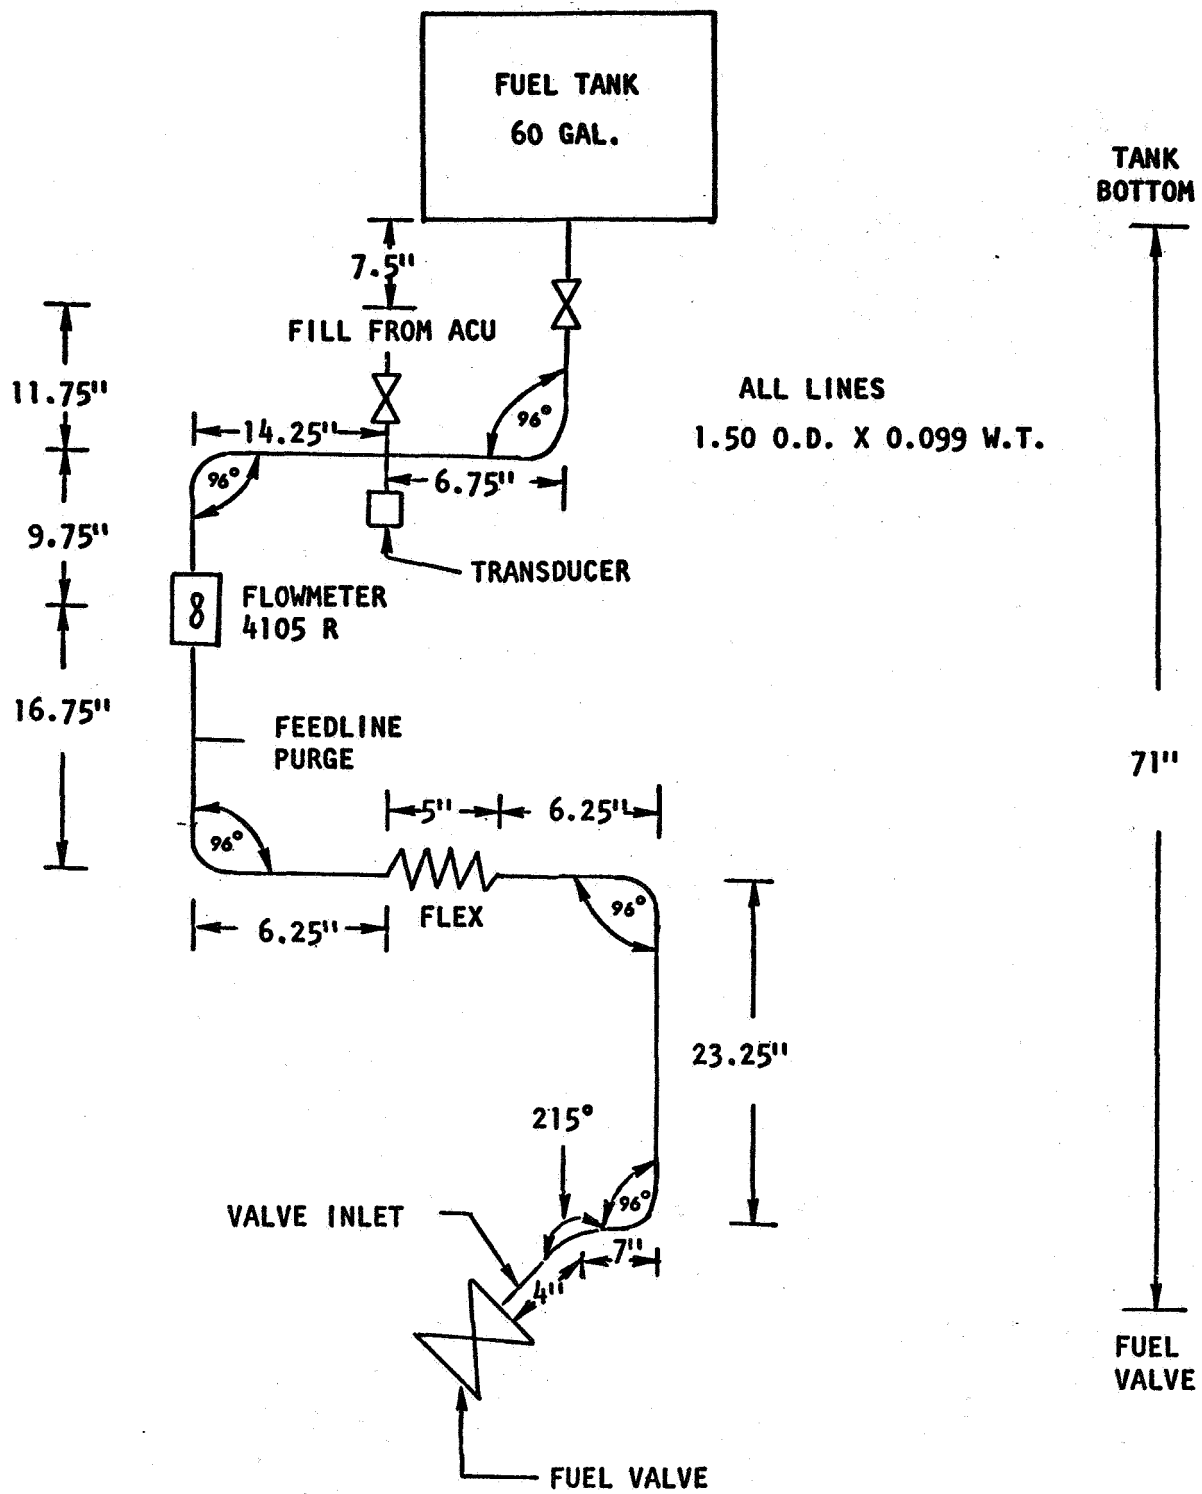 FUEL TANK
60 GAL.
TANK
BOTTOM
7.5"
FILL FROM ACU
11.75"
ALL LINES
1.50 O.D. X 0.099 W.T.
96°
14.25"
96°
6.75"
9.75"
TRANSDUCER
8
FLOWMETER
4105 R
16.75"
FEEDLINE
PURGE
71"
5"
6.25"
96°
96°
FLEX
6.25"
23.25"
215°
96°
VALVE INLET
7"
4"
FUEL
VALVE
FUEL VALVE